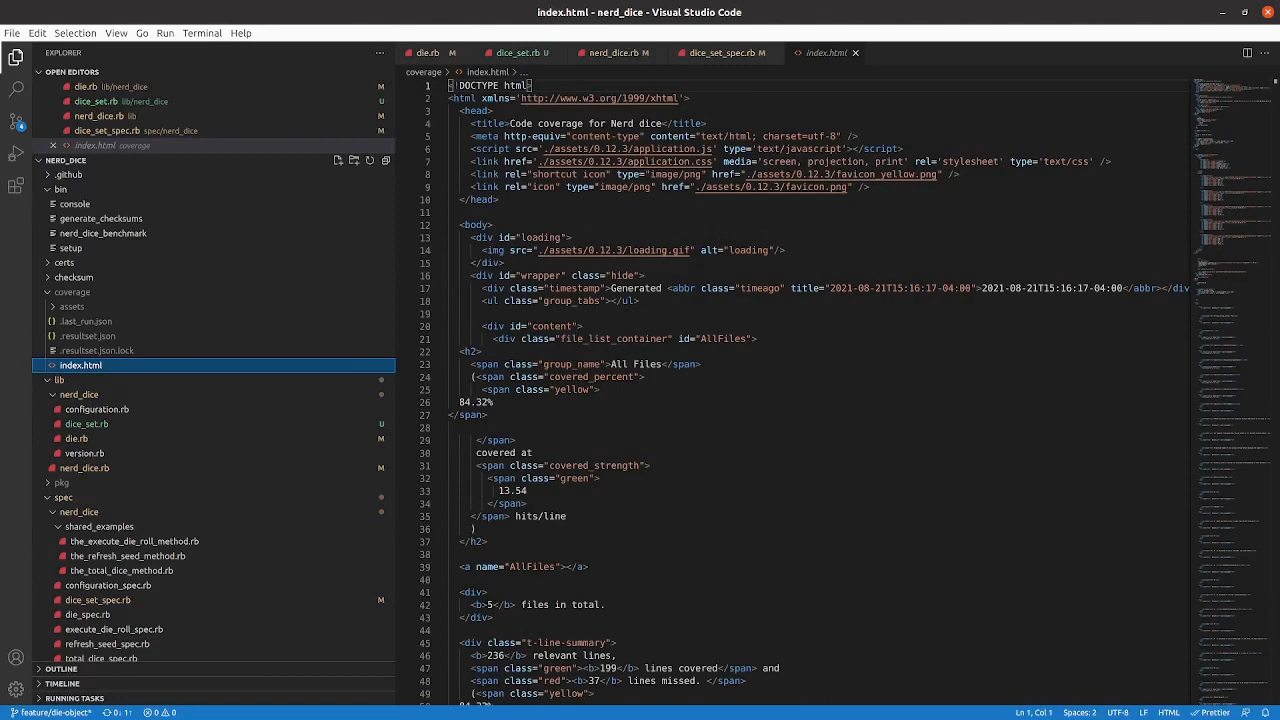 index.html - nerd_dice - Visual Studio Code
File Edit Selection View Go Run Terminal Help
EXPLORER
OPEN EDITORS
die.rb lib/nerd_dice M
dice_set.rb lib/nerd_dice U
nerd_dice.rb lib M
dice_set_spec.rb spec/nerd_dice M
index.html coverage
NERD_DICE
.github
bin
console
generate_checksums
nerd_dice_benchmark
setup
certs
checksum
coverage
assets
.last_run.json
.resultset.json
.resultset.json.lock
index.html
lib
nerd_dice
configuration.rb
dice_set.rb U
die.rb M
version.rb
nerd_dice.rb M
pkg
spec
nerd_dice
shared_examples
the_execute_die_roll_method.rb
the_refresh_seed_method.rb
the_total_dice_method.rb
configuration_spec.rb
dice_set_spec.rb M
die_spec.rb
execute_die_roll_spec.rb
refresh_seed_spec.rb
total_dice_spec.rb
OUTLINE
TIMELINE
RUNNING TASKS
die.rb M dice_set.rb U nerd_dice.rb M dice_set_spec.rb M index.html
coverage > index.html > ...
1 <!DOCTYPE html>
2 <html xmlns='http://www.w3.org/1999/xhtml'>
3 <head>
4 <title>Code coverage for nerd dice</title>
5 <meta http-equiv="content-type" content="text/html; charset=utf-8" />
6 <script src='./assets/0.12.3/application.js' type='text/javascript'></script>
7 <link href='./assets/0.12.3/application.css' media='screen, projection, print' rel='stylesheet' type='text/css' />
8 <link rel="shortcut icon" type="image/png" href="./assets/0.12.3/favicon_yellow.png" />
9 <link rel="icon" type="image/png" href="./assets/0.12.3/favicon.png" />
10 </head>
11
12 <body>
13 <div id="loading">
14 <img src="./assets/0.12.3/loading.gif" alt="loading"/>
15 </div>
16 <div id="wrapper" class="hide">
17 <div class="timestamp">Generated <abbr class="timeago" title="2021-08-21T15:16:17-04:00">2021-08-21T15:16:17-04:00</abbr></div
18 <ul class="group_tabs"></ul>
19
20 <div id="content">
21 <div class="file_list_container" id="AllFiles">
22 <h2>
23 <span class="group_name">All Files</span>
24 (<span class="covered_percent">
25 <span class="yellow">
26 84.32%
27 </span>
28
29 </span>
30 covered at
31 <span class="covered_strength">
32 <span class="green">
33 13.63
34 </span>
35 </span> hits/line
36 )
37 </h2>
38
39 <a name="AllFiles"></a>
40
41 <div>
42 files in total.
43 </div>
44
45 <div class="t-line-summary">
46 <b>236</b> relevant lines,
47 <span class="green"><b>199</b> lines covered</span> and
48 <span class="red"><b>37</b> lines missed. </span>
49 (<span class="yellow">
84.32%
feature/die-object* 0↓ 1↑ 0 0
Ln 1, Col 1 Spaces: 2 UTF-8 LF HTML Prettier